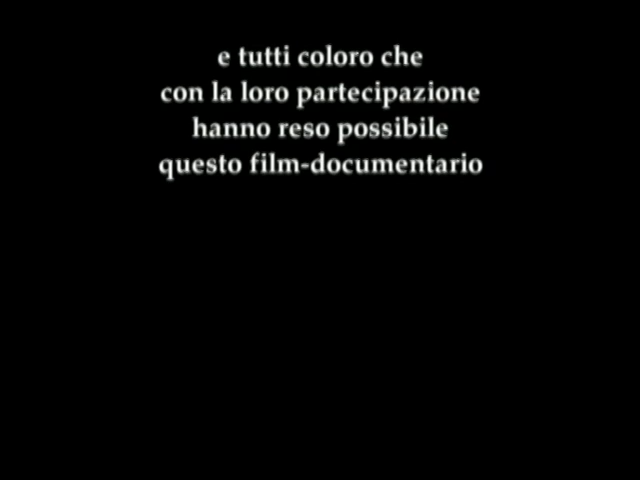 e tutti coloro che
con la loro partecipazione
hanno reso possibile
questo film-documentario